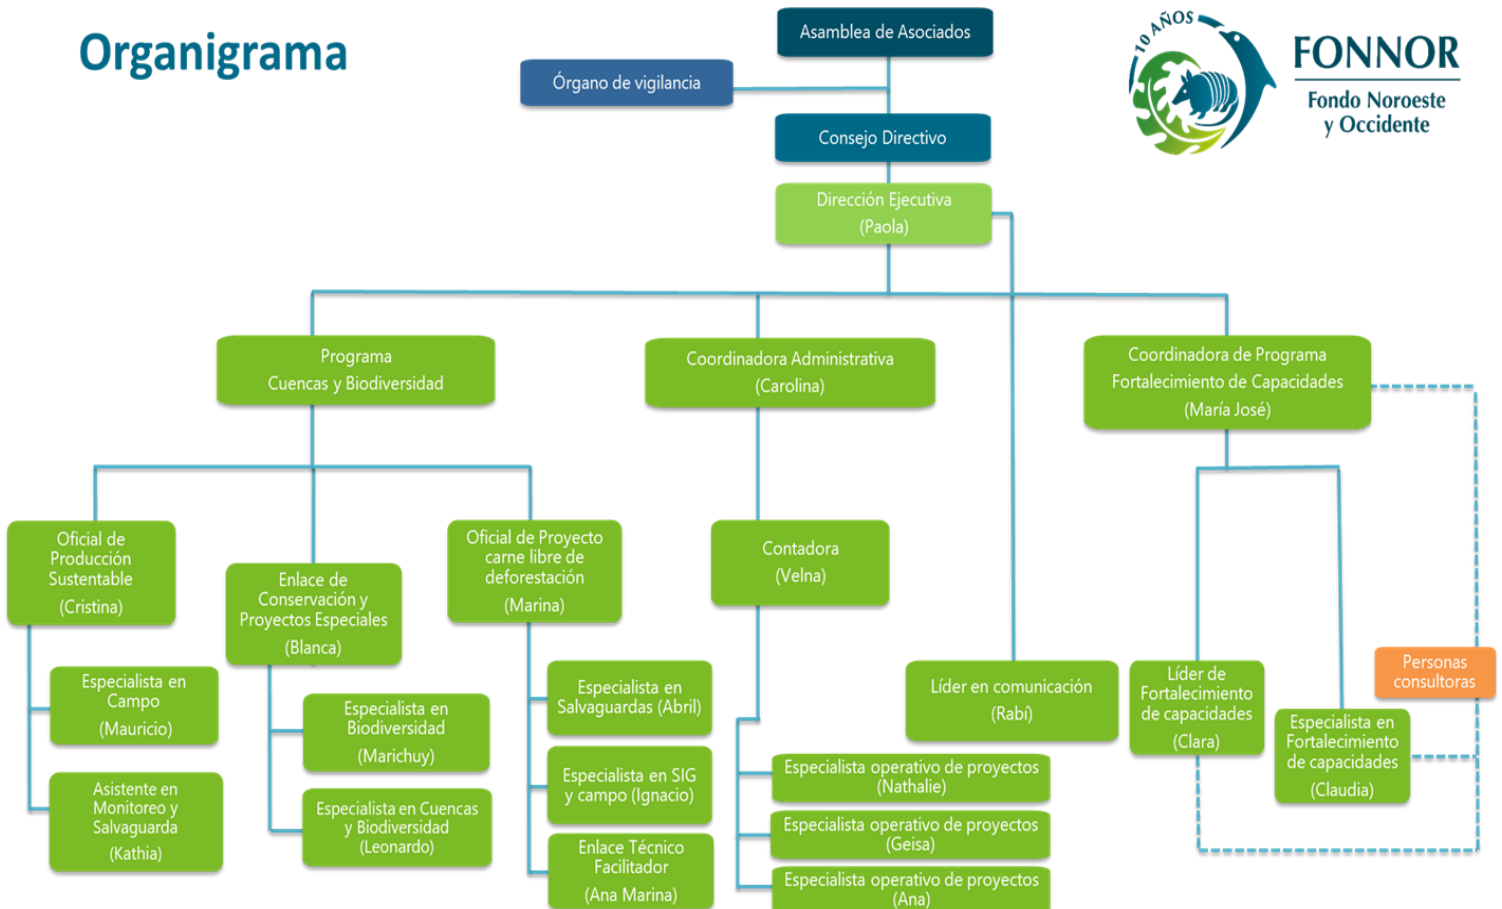 Organigrama
Asamblea de Asociados
Órgano de vigilancia
Consejo Directivo
Dirección Ejecutiva
(Paola)
10 AÑOS
FONNOR
Fondo Noroeste
y Occidente
Programa
Cuencas y Biodiversidad
Coordinadora Administrativa
(Carolina)
Coordinadora de Programa
Fortalecimiento de Capacidades
(María José)
Oficial de
Producción
Sustentable
(Cristina)
Enlace de
Conservación y
Proyectos Especiales
(Blanca)
Oficial de Proyecto
carne libre de
deforestación
(Marina)
Contadora
(Velna)
Especialista en
Campo
(Mauricio)
Asistente en
Monitoreo y
Salvaguarda
(Kathia)
Especialista en
Biodiversidad
(Marichuy)
Especialista en Cuencas
y Biodiversidad
(Leonardo)
Especialista en
Salvaguardas (Abril)
Especialista en SIG
y campo (Ignacio)
Enlace Técnico
Facilitador
(Ana Marina)
Especialista operativo de proyectos
(Nathalie)
Especialista operativo de proyectos
(Geisa)
Especialista operativo de proyectos
(Ana)
Líder en comunicación
(Rabí)
Líder de
Fortalecimiento
de capacidades
(Clara)
Especialista en
Fortalecimiento
de capacidades
(Claudia)
Personas
consultoras